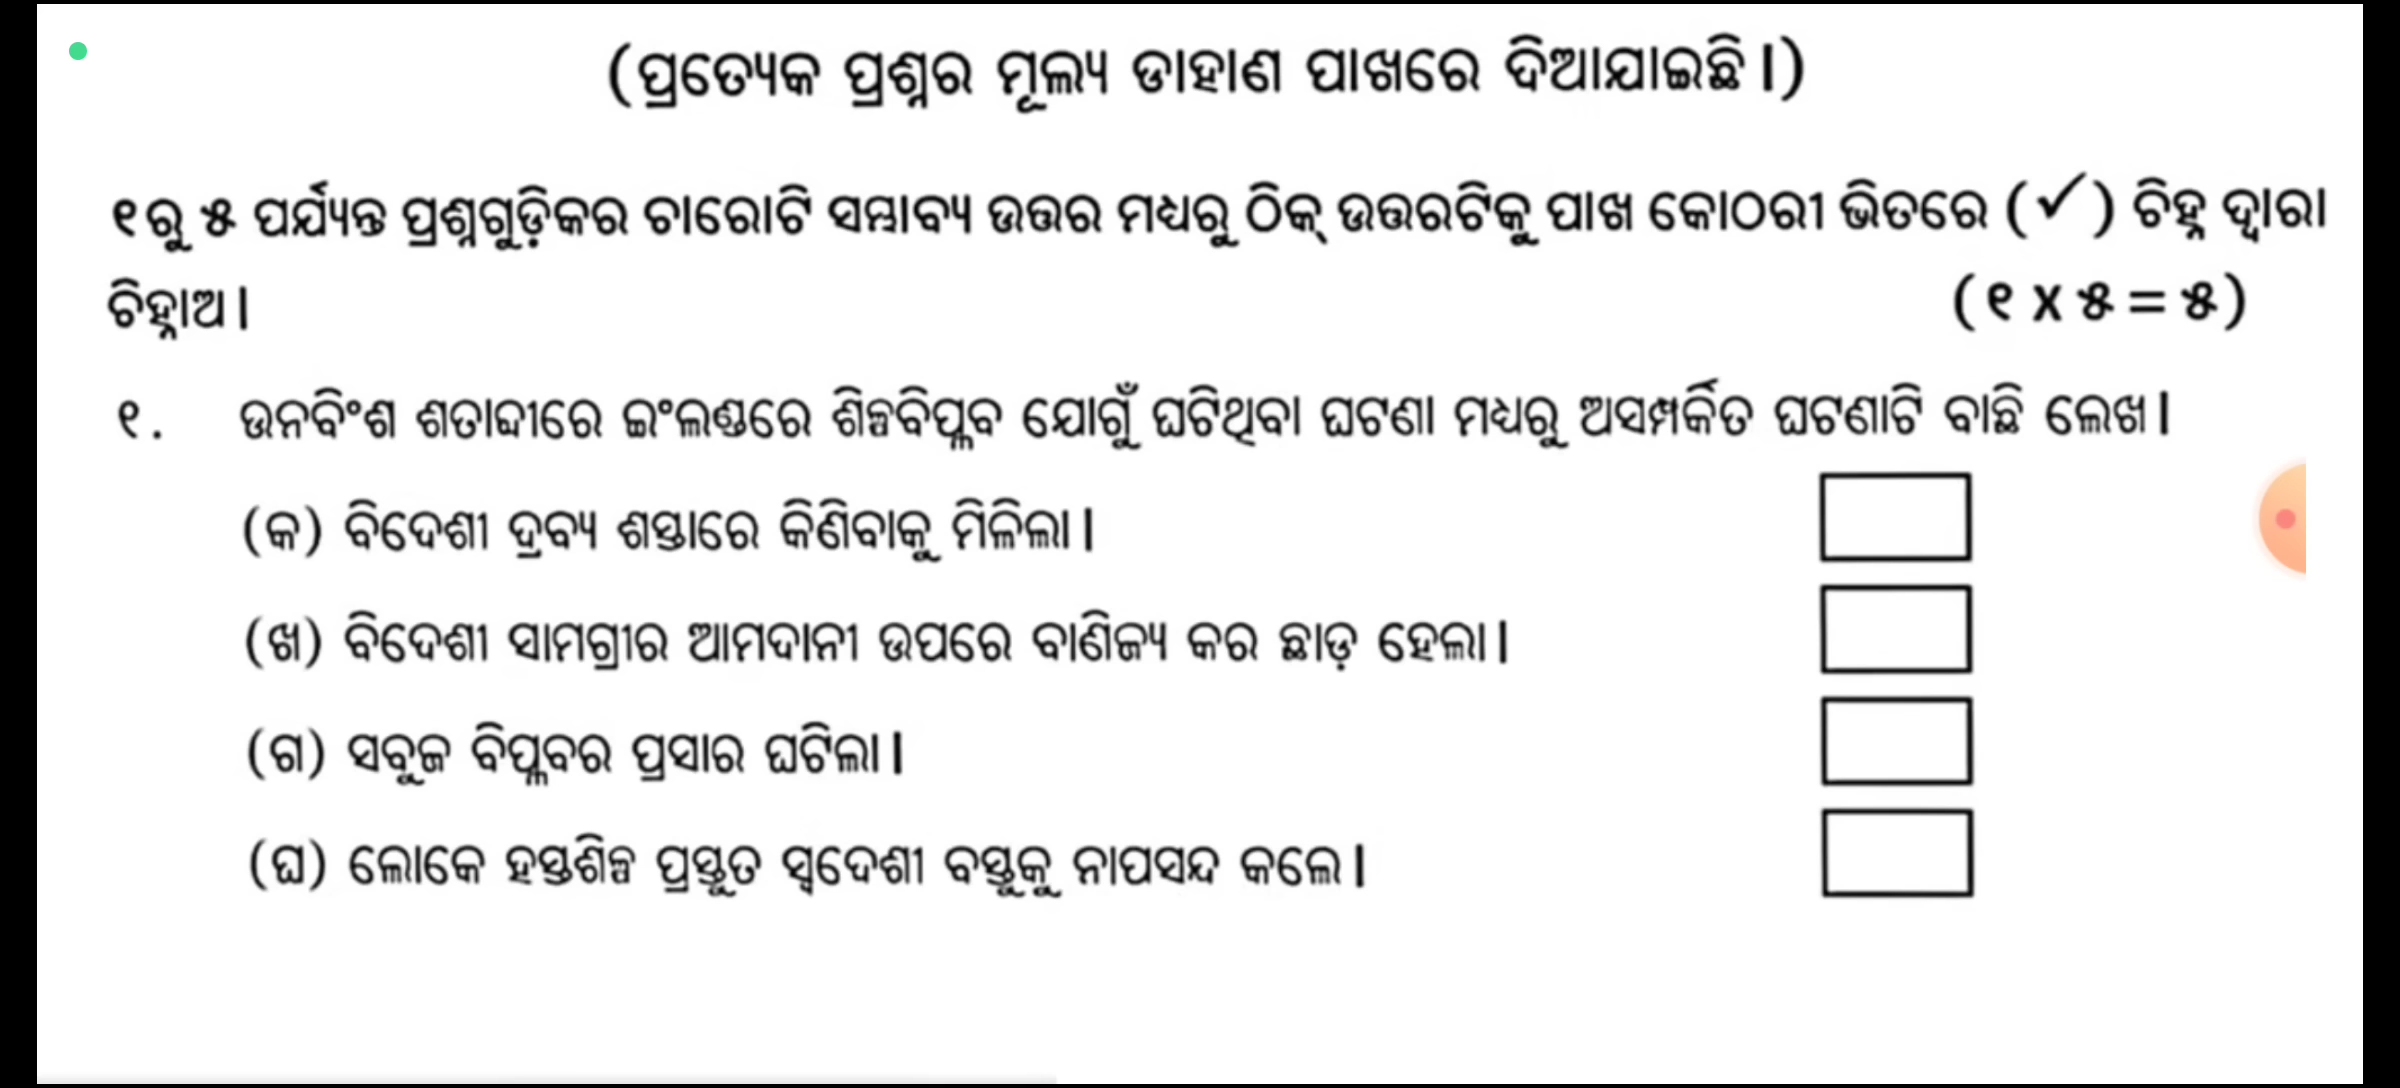 (ପ୍ରତ୍ୟେକ ପ୍ରଶ୍ନର ମୂଲ୍ୟ ଡାହାଣ ପାଖରେ ଦିଆଯାଇଛି।)
୧ରୁ ୫ ପର୍ଯ୍ୟନ୍ତ ପ୍ରଶ୍ନଗୁଡ଼ିକର ଚାରୋଟି ସମ୍ଭାବ୍ୟ ଉତ୍ତର ମଧ୍ୟରୁ ଠିକ୍ ଉତ୍ତରଟିକୁ ପାଖ କୋଠରୀ ଭିତରେ (✓) ଚିହ୍ନ ଦ୍ୱାରା
ଚିହ୍ନାଅ।	(୧ x ୫ = ୫)
୧. ଉନବିଂଶ ଶତାବ୍ଦୀରେ ଇଂଲଣ୍ଡରେ ଶିଳ୍ପବିପ୍ଳବ ଯୋଗୁଁ ଘଟିଥିବା ଘଟଣା ମଧ୍ୟରୁ ଅସମ୍ପର୍କିତ ଘଟଣାଟି ବାଛି ଲେଖ।
(କ) ବିଦେଶୀ ଦ୍ରବ୍ୟ ଶସ୍ତାରେ କିଣିବାକୁ ମିଳିଲା।
(ଖ) ବିଦେଶୀ ସାମଗ୍ରୀର ଆମଦାନୀ ଉପରେ ବାଣିଜ୍ୟ କର ଛାଡ଼ ହେଲା।
(ଗ) ସବୁଜ ବିପ୍ଳବର ପ୍ରସାର ଘଟିଲା।
(ଘ) ଲୋକେ ହସ୍ତଶିଳ୍ପ ପ୍ରସ୍ତୁତ ସ୍ୱଦେଶୀ ବସ୍ତୁକୁ ନାପସନ୍ଦ କଲେ।